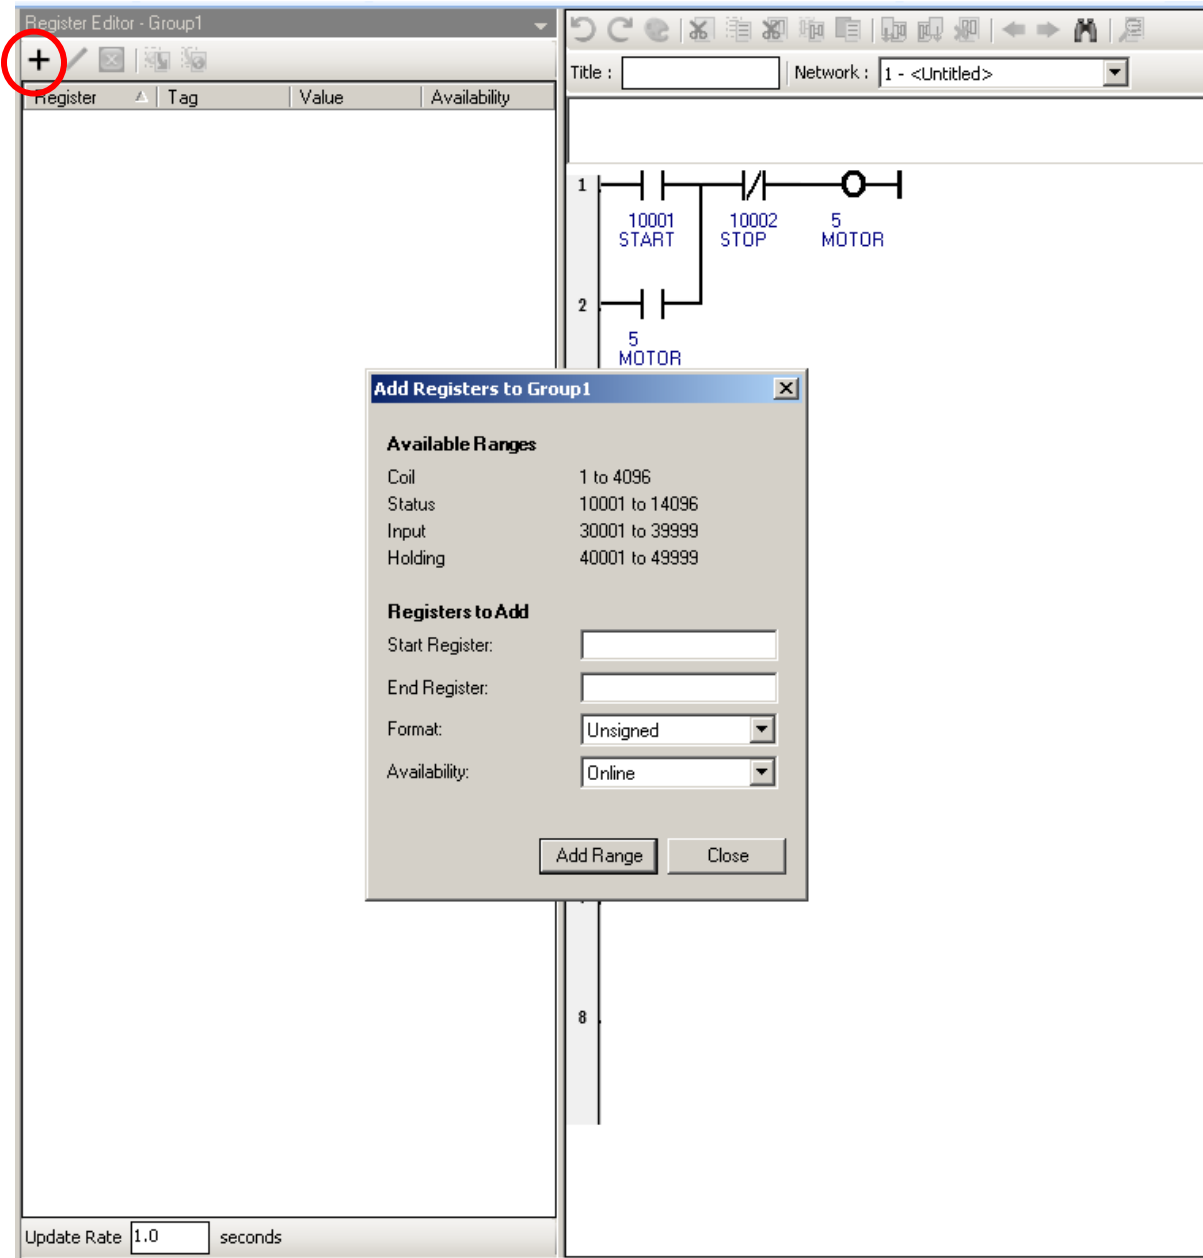 Register Editor - Group1
Register Tag Value Availability
Title : Network : 1 - <Untitled>
1
10001 10002 5
START STOP MOTOR
2
5
MOTOR
Add Registers to Group1
Available Ranges
Coil 1 to 4096
Status 10001 to 14096
Input 30001 to 39999
Holding 40001 to 49999
Registers to Add
Start Register:
End Register:
Format: Unsigned
Availability: Online
Add Range Close
8
Update Rate 1.0 seconds